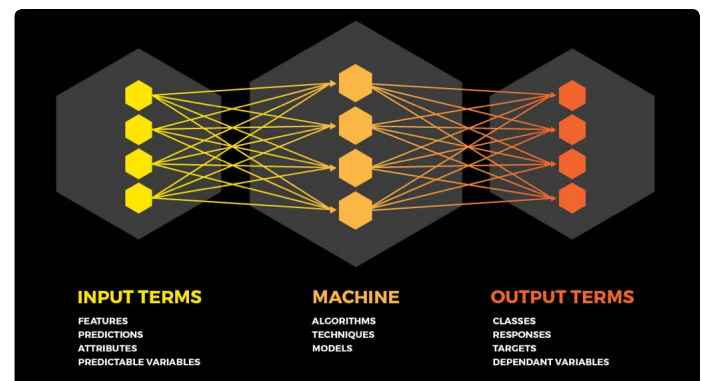 INPUT TERMS
FEATURES
PREDICTIONS
ATTRIBUTES
PREDICTABLE VARIABLES
MACHINE
ALGORITHMS
TECHNIQUES
MODELS
OUTPUT TERMS
CLASSES
RESPONSES
TARGETS
DEPENDANT VARIABLES